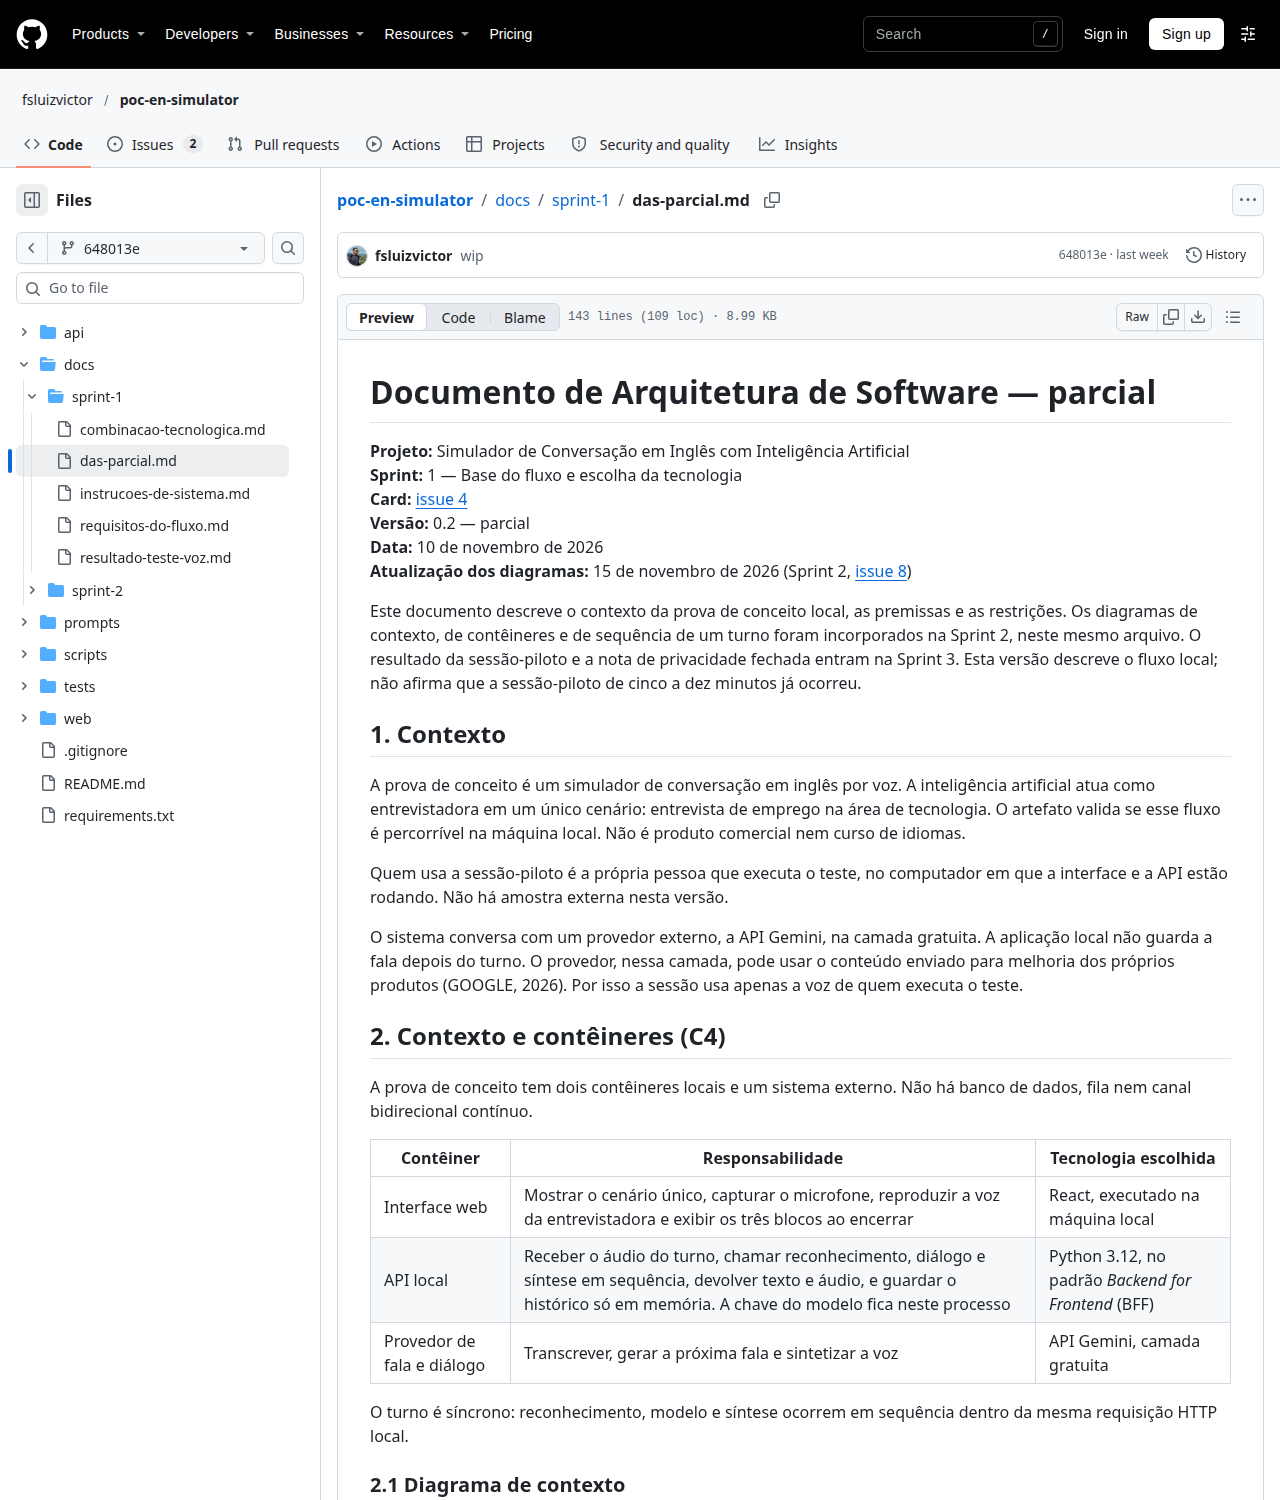 Products Developers Businesses Resources Pricing Search / Sign in Sign up
fsluizvictor / poc-en-simulator
Code Issues 2 Pull requests Actions Projects Security and quality Insights
Files
648013e
Go to file
api
docs
sprint-1
combinacao-tecnologica.md
das-parcial.md
instrucoes-de-sistema.md
requisitos-do-fluxo.md
resultado-teste-voz.md
sprint-2
prompts
scripts
tests
web
.gitignore
README.md
requirements.txt
poc-en-simulator / docs / sprint-1 / das-parcial.md
fsluizvictor wip 648013e · last week History
Preview Code Blame 143 lines (109 loc) · 8.99 KB Raw
Documento de Arquitetura de Software — parcial
Projeto: Simulador de Conversação em Inglês com Inteligência Artificial
Sprint: 1 — Base do fluxo e escolha da tecnologia
Card: issue 4
Versão: 0.2 — parcial
Data: 10 de novembro de 2026
Atualização dos diagramas: 15 de novembro de 2026 (Sprint 2, issue 8)
Este documento descreve o contexto da prova de conceito local, as premissas e as restrições. Os diagramas de
contexto, de contêineres e de sequência de um turno foram incorporados na Sprint 2, neste mesmo arquivo. O
resultado da sessão-piloto e a nota de privacidade fechada entram na Sprint 3. Esta versão descreve o fluxo local;
não afirma que a sessão-piloto de cinco a dez minutos já ocorreu.
1. Contexto
A prova de conceito é um simulador de conversação em inglês por voz. A inteligência artificial atua como
entrevistadora em um único cenário: entrevista de emprego na área de tecnologia. O artefato valida se esse fluxo
é percorrível na máquina local. Não é produto comercial nem curso de idiomas.
Quem usa a sessão-piloto é a própria pessoa que executa o teste, no computador em que a interface e a API estão
rodando. Não há amostra externa nesta versão.
O sistema conversa com um provedor externo, a API Gemini, na camada gratuita. A aplicação local não guarda a
fala depois do turno. O provedor, nessa camada, pode usar o conteúdo enviado para melhoria dos próprios
produtos (GOOGLE, 2026). Por isso a sessão usa apenas a voz de quem executa o teste.
2. Contexto e contêineres (C4)
A prova de conceito tem dois contêineres locais e um sistema externo. Não há banco de dados, fila nem canal
bidirecional contínuo.
Contêiner Responsabilidade Tecnologia escolhida
Interface web
Mostrar o cenário único, capturar o microfone, reproduzir a voz
da entrevistadora e exibir os três blocos ao encerrar
React, executado na
máquina local
API local
Receber o áudio do turno, chamar reconhecimento, diálogo e
síntese em sequência, devolver texto e áudio, e guardar o
histórico só em memória. A chave do modelo fica neste processo
Python 3.12, no
padrão Backend for
Frontend (BFF)
Provedor de
fala e diálogo
Transcrever, gerar a próxima fala e sintetizar a voz
API Gemini, camada
gratuita
O turno é síncrono: reconhecimento, modelo e síntese ocorrem em sequência dentro da mesma requisição HTTP
local.
2.1 Diagrama de contexto